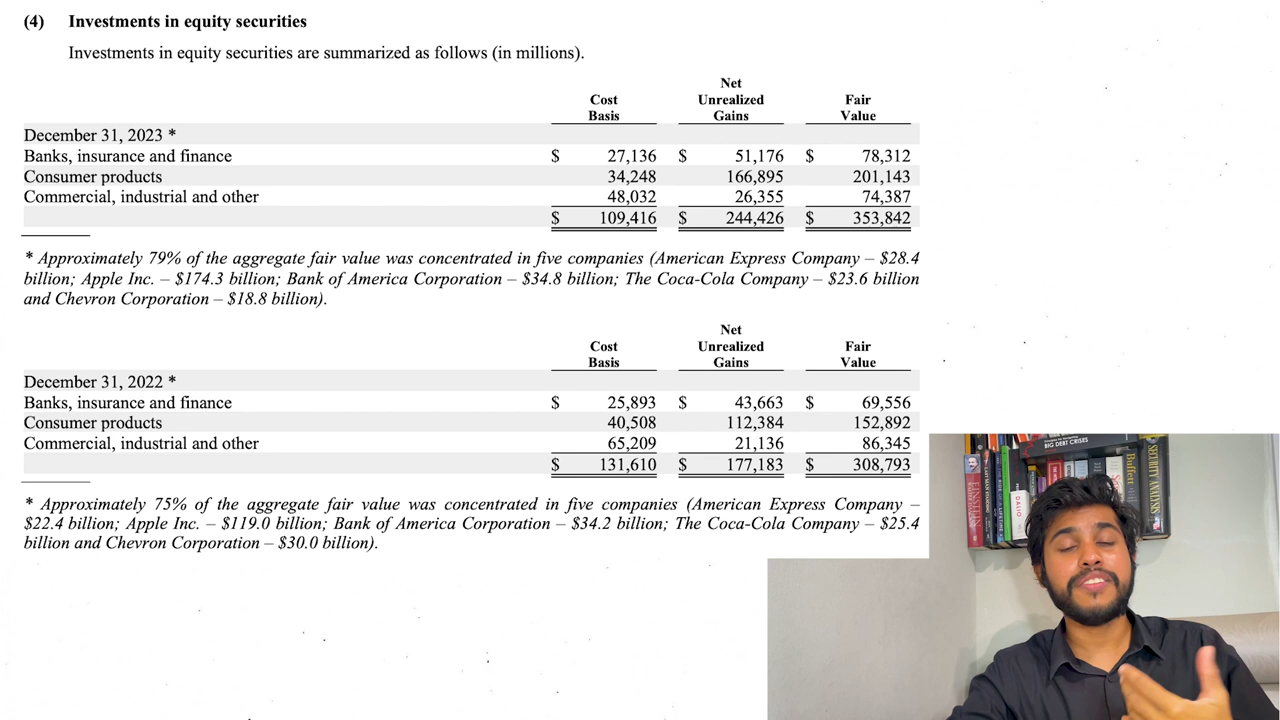 (4) Investments in equity securities
Investments in equity securities are summarized as follows (in millions).
Net
Cost Unrealized Fair
Basis Gains Value
December 31, 2023 *
Banks, insurance and finance $ 27,136 $ 51,176 $ 78,312
Consumer products 34,248 166,895 201,143
Commercial, industrial and other 48,032 26,355 74,387
$ 109,416 $ 244,426 $ 353,842
* Approximately 79% of the aggregate fair value was concentrated in five companies (American Express Company – $28.4
billion; Apple Inc. – $174.3 billion; Bank of America Corporation – $34.8 billion; The Coca-Cola Company – $23.6 billion
and Chevron Corporation – $18.8 billion).
Net
Cost Unrealized Fair
Basis Gains Value
December 31, 2022 *
Banks, insurance and finance $ 25,893 $ 43,663 $ 69,556
Consumer products 40,508 112,384 152,892
Commercial, industrial and other 65,209 21,136 86,345
$ 131,610 $ 177,183 $ 308,793
* Approximately 75% of the aggregate fair value was concentrated in five companies (American Express Company –
$22.4 billion; Apple Inc. – $119.0 billion; Bank of America Corporation – $34.2 billion; The Coca-Cola Company – $25.4
billion and Chevron Corporation – $30.0 billion).
BIG DEBT CRISES
EINSTEIN
DALIO
Buffett
SECURITY ANALYSIS